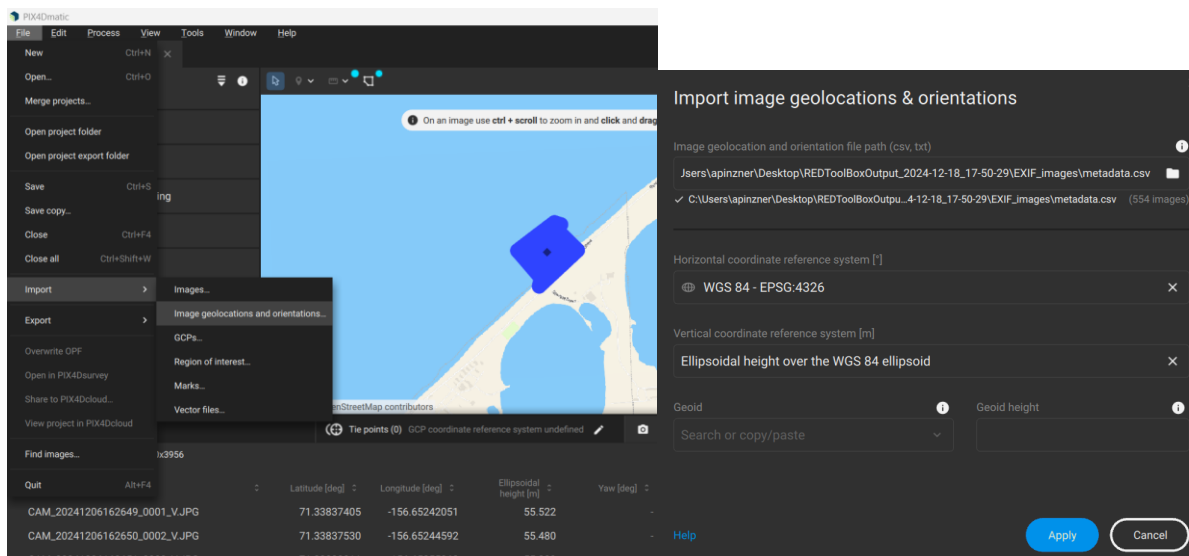 PIX4Dmatic
File Edit Process View Tools Window Help
New Ctrl+N
Open... Ctrl+O
Merge projects...
Open project folder
Open project export folder
Save Ctrl+S
ing
Save copy...
Close Ctrl+F4
Close all Ctrl+Shift+W
Import
Export
Overwrite OPF
Open in PIX4Dsurvey
Share to PIX4Dcloud...
View project in PIX4Dcloud
Find images...
Quit Alt+F4
Images...
Image geolocations and orientations...
GCPs...
Region of interest...
Marks...
Vector files...
On an image use ctrl + scroll to zoom in and click and drag
enStreetMap contributors
Tie points (0) GCP coordinate reference system undefined
0x3956
Latitude [deg] Longitude [deg] Ellipsoidal height [m] Yaw [deg]
CAM_20241206162649_0001_V.JPG 71.33837405 -156.65242051 55.522 -
CAM_20241206162650_0002_V.JPG 71.33837530 -156.65244592 55.480 -
Import image geolocations & orientations
Image geolocation and orientation file path (csv, txt)
Jsers\apinzner\Desktop\REDToolBoxOutput_2024-12-18_17-50-29\EXIF_images\metadata.csv
C:\Users\apinzner\Desktop\REDToolBoxOutpu...4-12-18_17-50-29\EXIF_images\metadata.csv (554 images)
Horizontal coordinate reference system [°]
WGS 84 - EPSG:4326
Vertical coordinate reference system [m]
Ellipsoidal height over the WGS 84 ellipsoid
Geoid Geoid height
Search or copy/paste
Help Apply Cancel